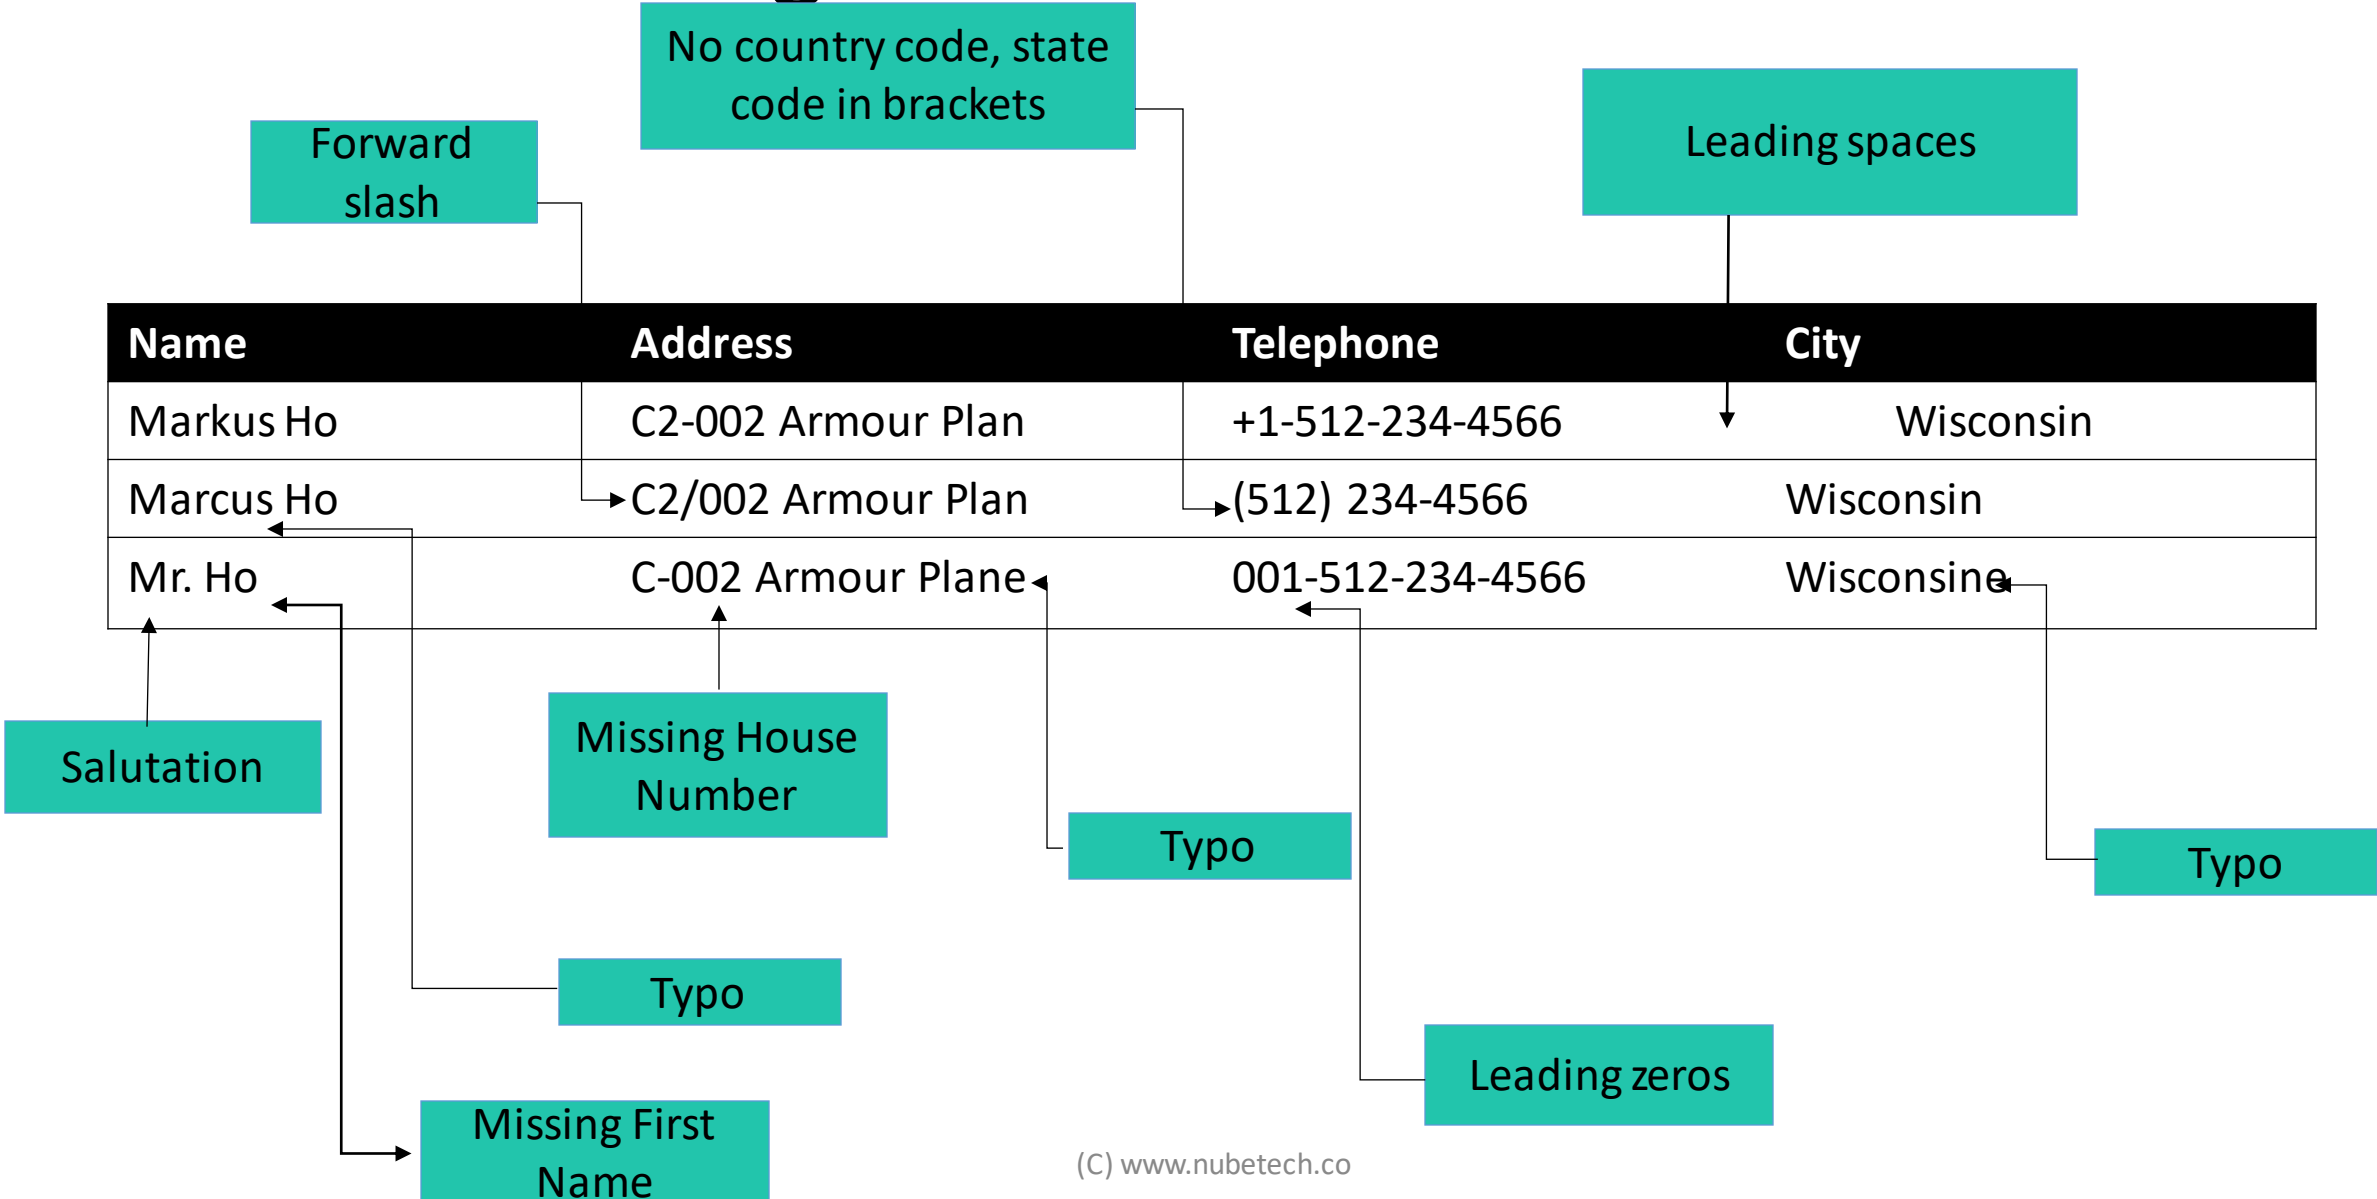 No country code, state
code in brackets
Forward
slash
Leading spaces
Name Address Telephone City
Markus Ho C2-002 Armour Plan +1-512-234-4566 Wisconsin
Marcus Ho C2/002 Armour Plan (512) 234-4566 Wisconsin
Mr. Ho C-002 Armour Plane 001-512-234-4566 Wisconsine
Salutation
Missing House
Number
Typo
Typo
Typo
Leading zeros
Missing First
Name
(C) www.nubetech.co